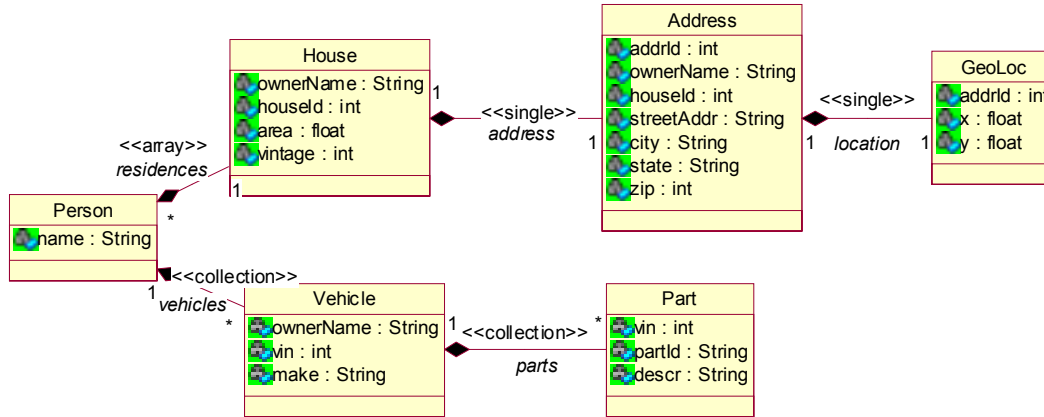 House
ownerName : String
houseId : int
area : float
vintage : int
1
<<single>>
address
1
Address
addrId : int
ownerName : String
houseId : int
streetAddr : String
city : String
state : String
zip : int
<<single>>
1
location
1
GeoLoc
addrId : int
x : float
y : float
<<array>>
residences
1
*
Person
name : String
1
<<collection>>
vehicles
*
Vehicle
ownerName : String
vin : int
make : String
1
<<collection>>
*
parts
Part
vin : int
partId : String
descr : String